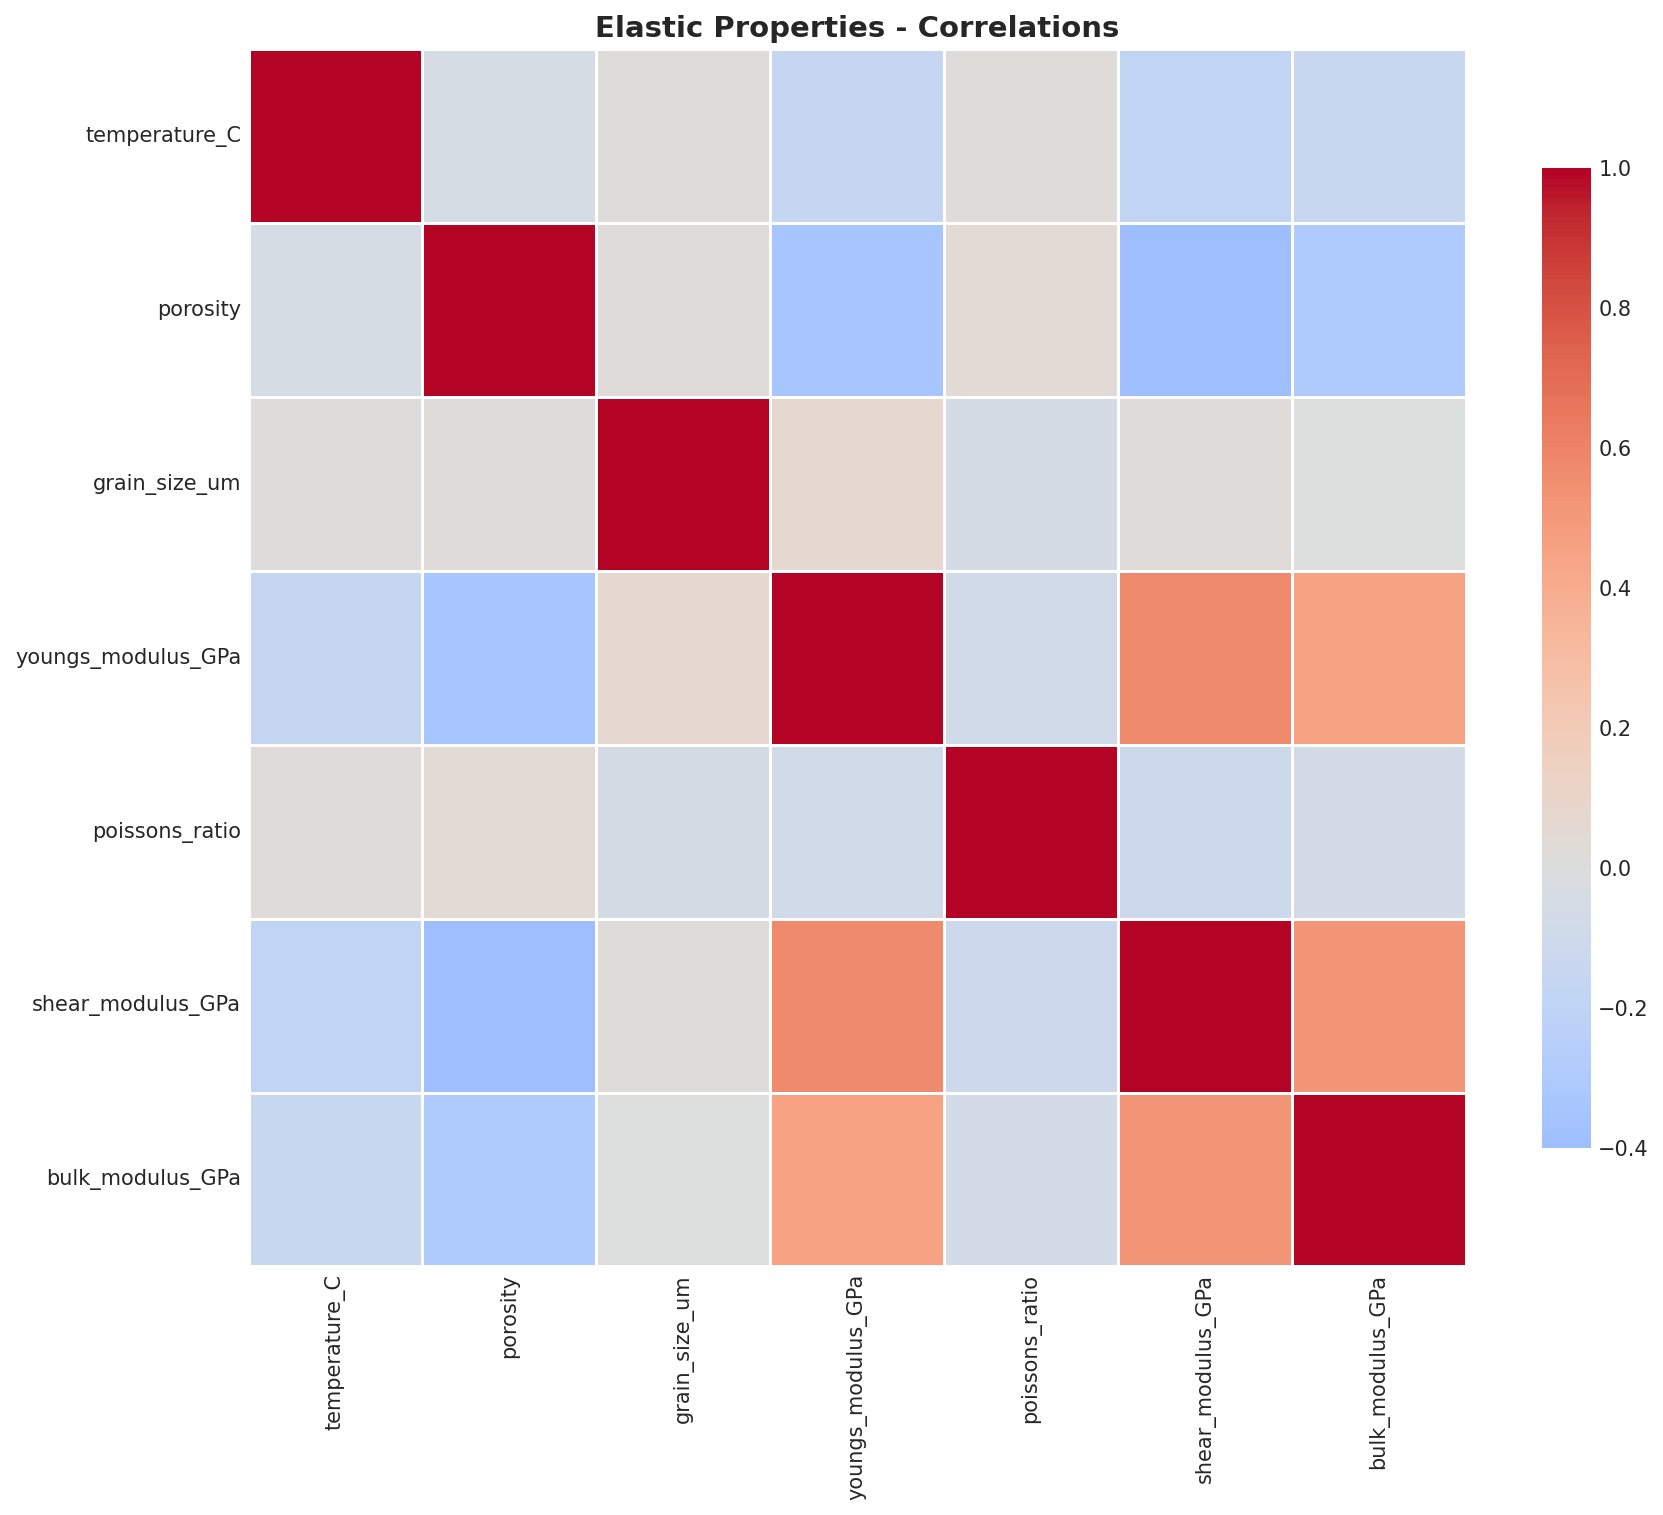 Elastic Properties - Correlations
temperature_C
porosity
grain_size_um
youngs_modulus_GPa
poissons_ratio
shear_modulus_GPa
bulk_modulus_GPa
temperature_C
porosity
grain_size_um
youngs_modulus_GPa
poissons_ratio
shear_modulus_GPa
bulk_modulus_GPa
1.0
0.8
0.6
0.4
0.2
0.0
−0.2
−0.4